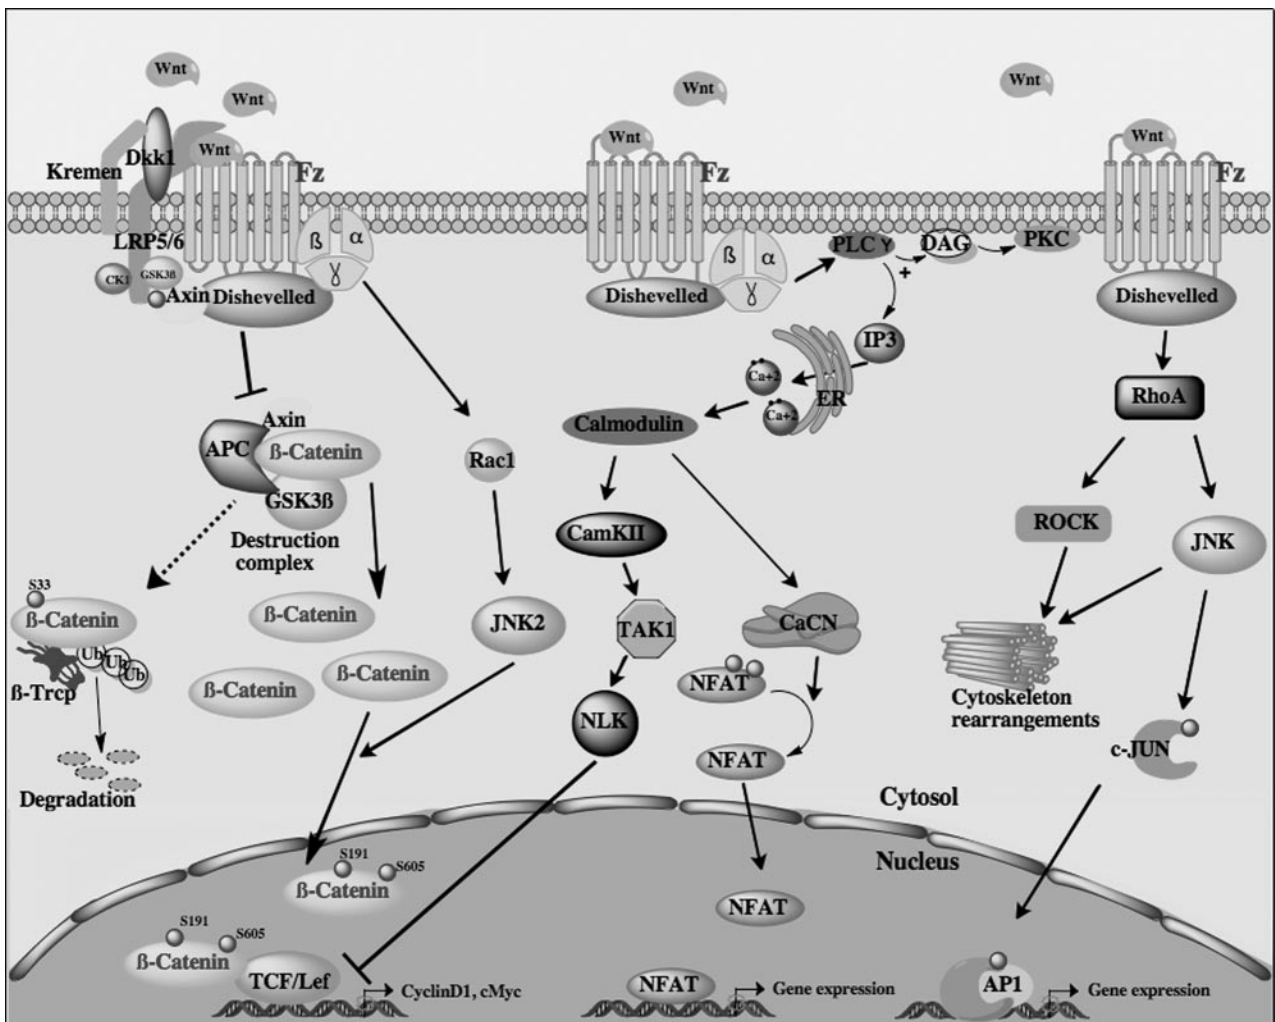 Wnt
Wnt
Wnt
Wnt
Wnt
Wnt
Wnt
Wnt
Kremen
Dkk1
Fz
Fz
Fz
LRP5/6
ß
α
γ
CK1
GSK3ß
Axin
Dishevelled
ß
α
γ
Dishevelled
PLC γ
DAG
PKC
+
Dishevelled
IP3
ER
Ca+2
Ca+2
RhoA
Axin
APC
ß-Catenin
GSK3ß
Destruction
complex
Rac1
Calmodulin
CamKII
ROCK
JNK
S33
ß-Catenin
Ub
Ub
Ub
ß-Trcp
Degradation
ß-Catenin
ß-Catenin
ß-Catenin
JNK2
TAK1
NLK
CaCN
NFAT
NFAT
Cytoskeleton
rearrangements
c-JUN
Cytosol
Nucleus
S191
S605
ß-Catenin
S191
S605
ß-Catenin
TCF/Lef
CyclinD1, cMyc
NFAT
NFAT
Gene expression
AP1
Gene expression